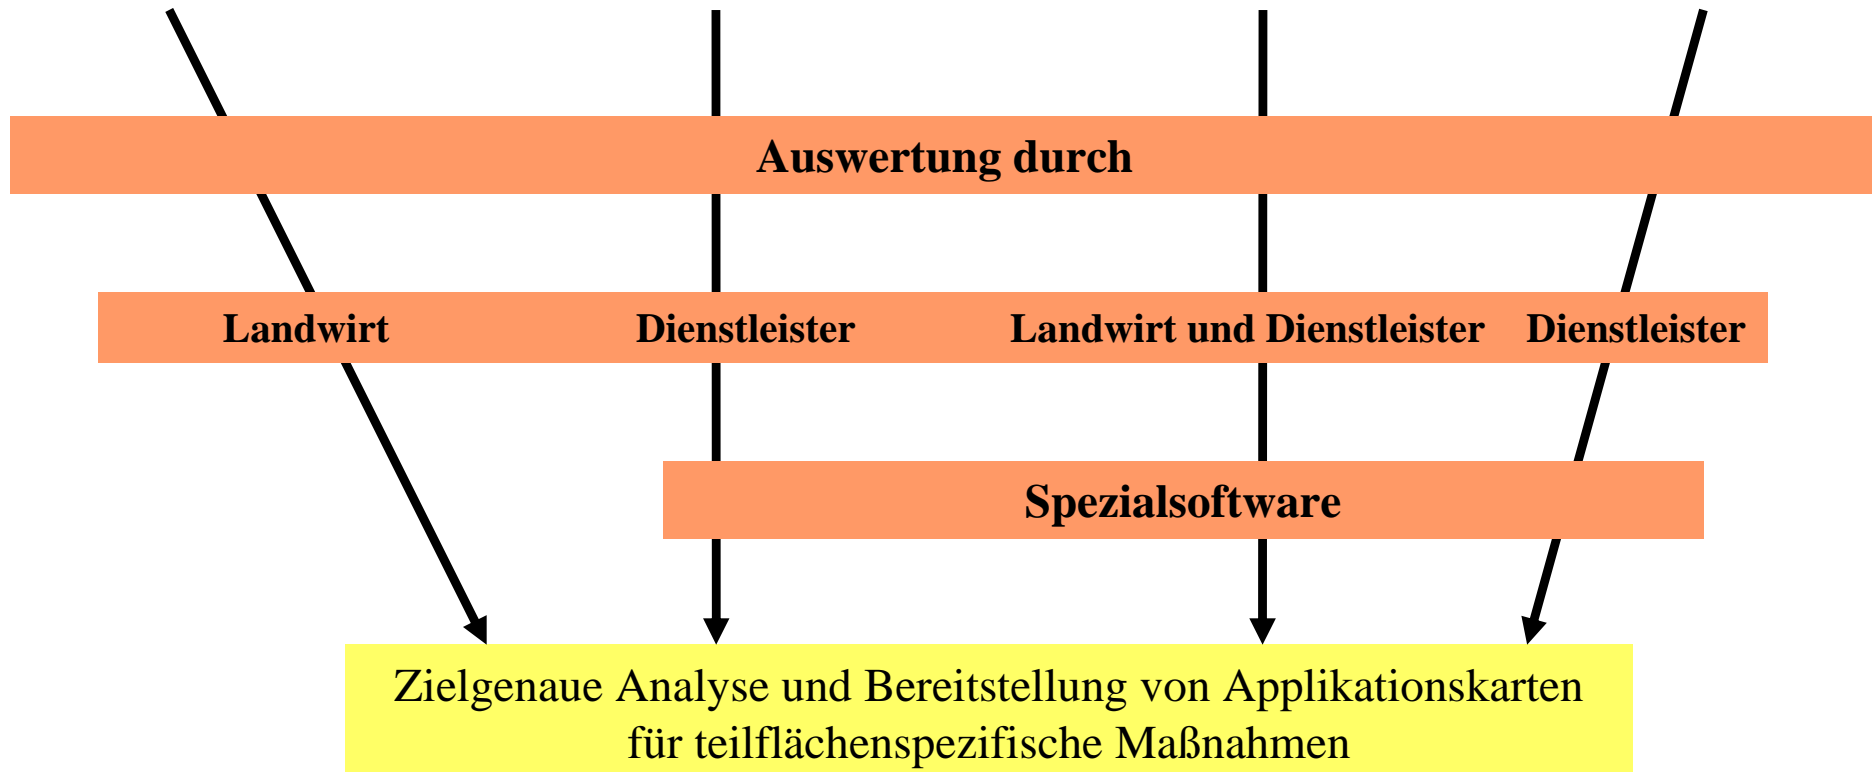 Auswertung durch
Landwirt Dienstleister Landwirt und Dienstleister Dienstleister
Spezialsoftware
Zielgenaue Analyse und Bereitstellung von Applikationskarten
für teilflächenspezifische Maßnahmen